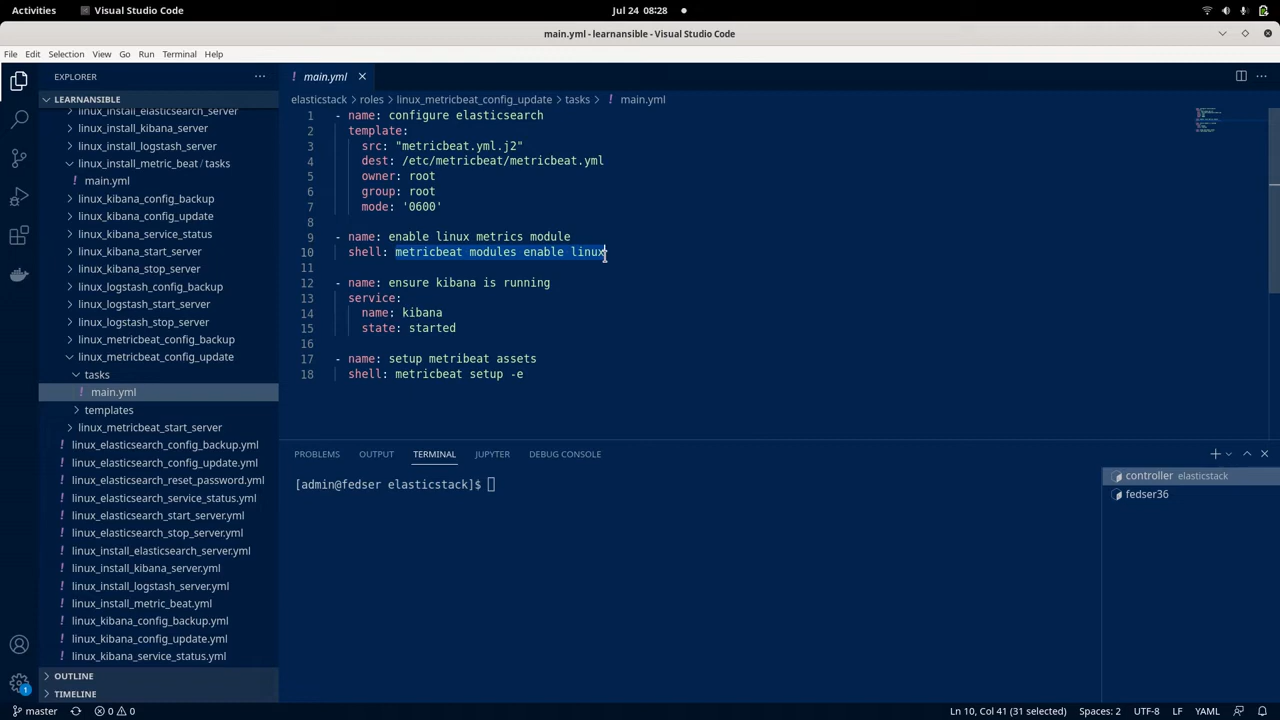 Activities
Visual Studio Code
Jul 24 08:28
main.yml - learnansible - Visual Studio Code
File Edit Selection View Go Run Terminal Help
EXPLORER
LEARNANSIBLE
linux_install_elasticsearch_server
linux_install_kibana_server
linux_install_logstash_server
linux_install_metric_beat / tasks
! main.yml
linux_kibana_config_backup
linux_kibana_config_update
linux_kibana_service_status
linux_kibana_start_server
linux_kibana_stop_server
linux_logstash_config_backup
linux_logstash_start_server
linux_logstash_stop_server
linux_metricbeat_config_backup
linux_metricbeat_config_update
tasks
! main.yml
templates
linux_metricbeat_start_server
! linux_elasticsearch_config_backup.yml
! linux_elasticsearch_config_update.yml
! linux_elasticsearch_reset_password.yml
! linux_elasticsearch_service_status.yml
! linux_elasticsearch_start_server.yml
! linux_elasticsearch_stop_server.yml
! linux_install_elasticsearch_server.yml
! linux_install_kibana_server.yml
! linux_install_logstash_server.yml
! linux_install_metric_beat.yml
! linux_kibana_config_backup.yml
! linux_kibana_config_update.yml
! linux_kibana_service_status.yml
OUTLINE
TIMELINE
! main.yml
elasticstack > roles > linux_metricbeat_config_update > tasks > ! main.yml
1 - name: configure elasticsearch
2 template:
3 src: "metricbeat.yml.j2"
4 dest: /etc/metricbeat/metricbeat.yml
5 owner: root
6 group: root
7 mode: '0600'
8
9 - name: enable linux metrics module
10 shell: metricbeat modules enable linux
11
12 - name: ensure kibana is running
13 service:
14 name: kibana
15 state: started
16
17 - name: setup metribeat assets
18 shell: metricbeat setup -e
PROBLEMS OUTPUT TERMINAL JUPYTER DEBUG CONSOLE
[admin@fedser elasticstack]$
controller elasticstack
fedser36
1
master
0 0
Ln 10, Col 41 (31 selected) Spaces: 2 UTF-8 LF YAML